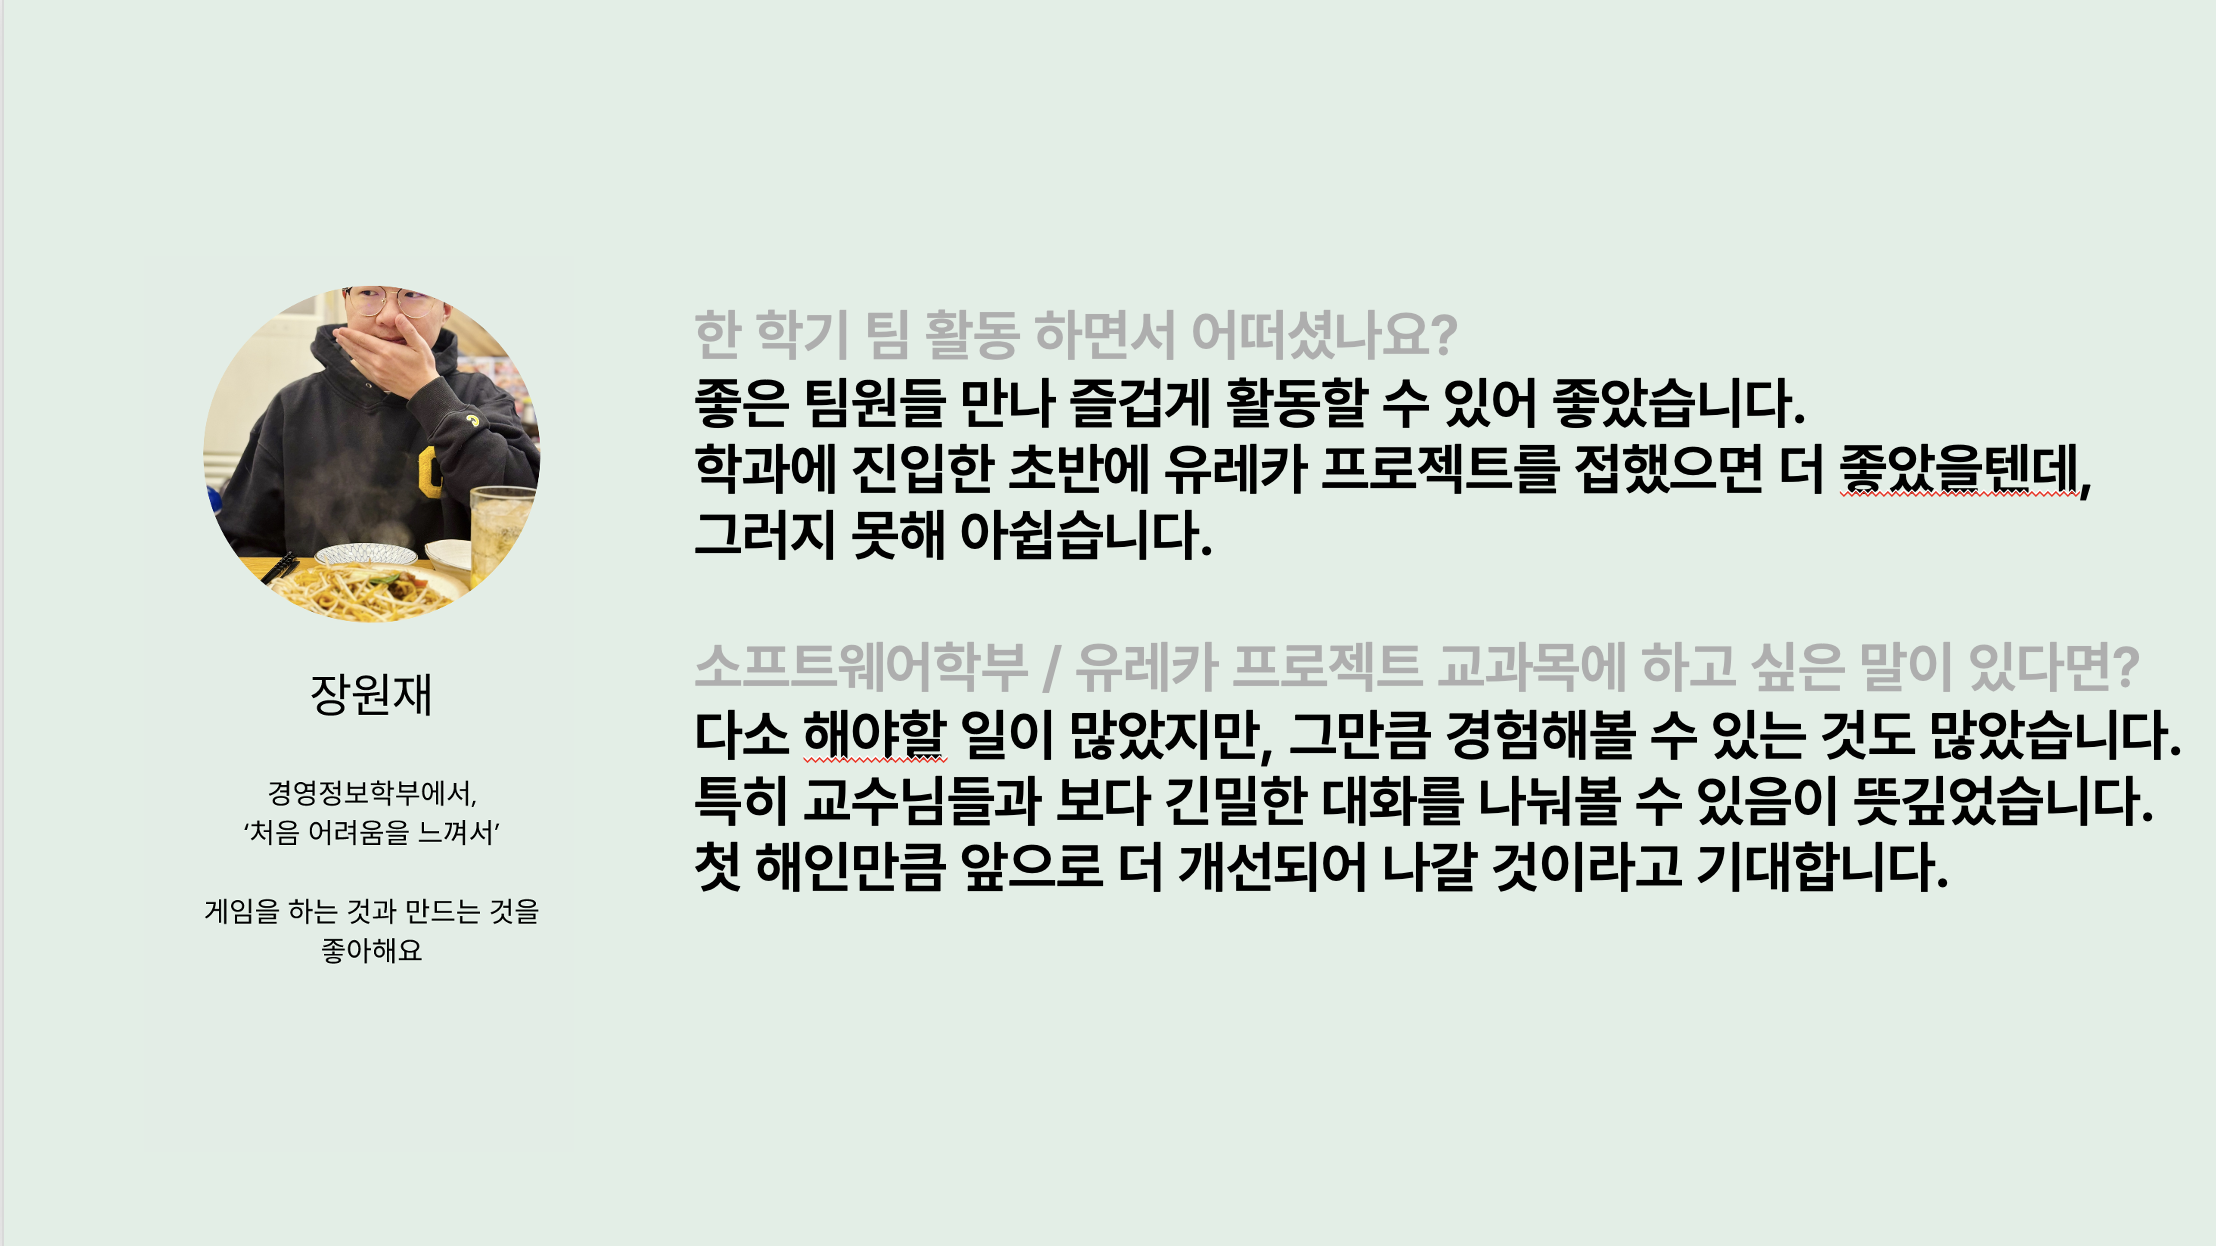 장원재
경영정보학부에서,
‘처음 어려움을 느껴서’
게임을 하는 것과 만드는 것을
좋아해요
한 학기 팀 활동 하면서 어떠셨나요?
좋은 팀원들 만나 즐겁게 활동할 수 있어 좋았습니다.
학과에 진입한 초반에 유레카 프로젝트를 접했으면 더 좋았을텐데,
그러지 못해 아쉽습니다.
소프트웨어학부 / 유레카 프로젝트 교과목에 하고 싶은 말이 있다면?
다소 해야할 일이 많았지만, 그만큼 경험해볼 수 있는 것도 많았습니다.
특히 교수님들과 보다 긴밀한 대화를 나눠볼 수 있음이 뜻깊었습니다.
첫 해인만큼 앞으로 더 개선되어 나갈 것이라고 기대합니다.